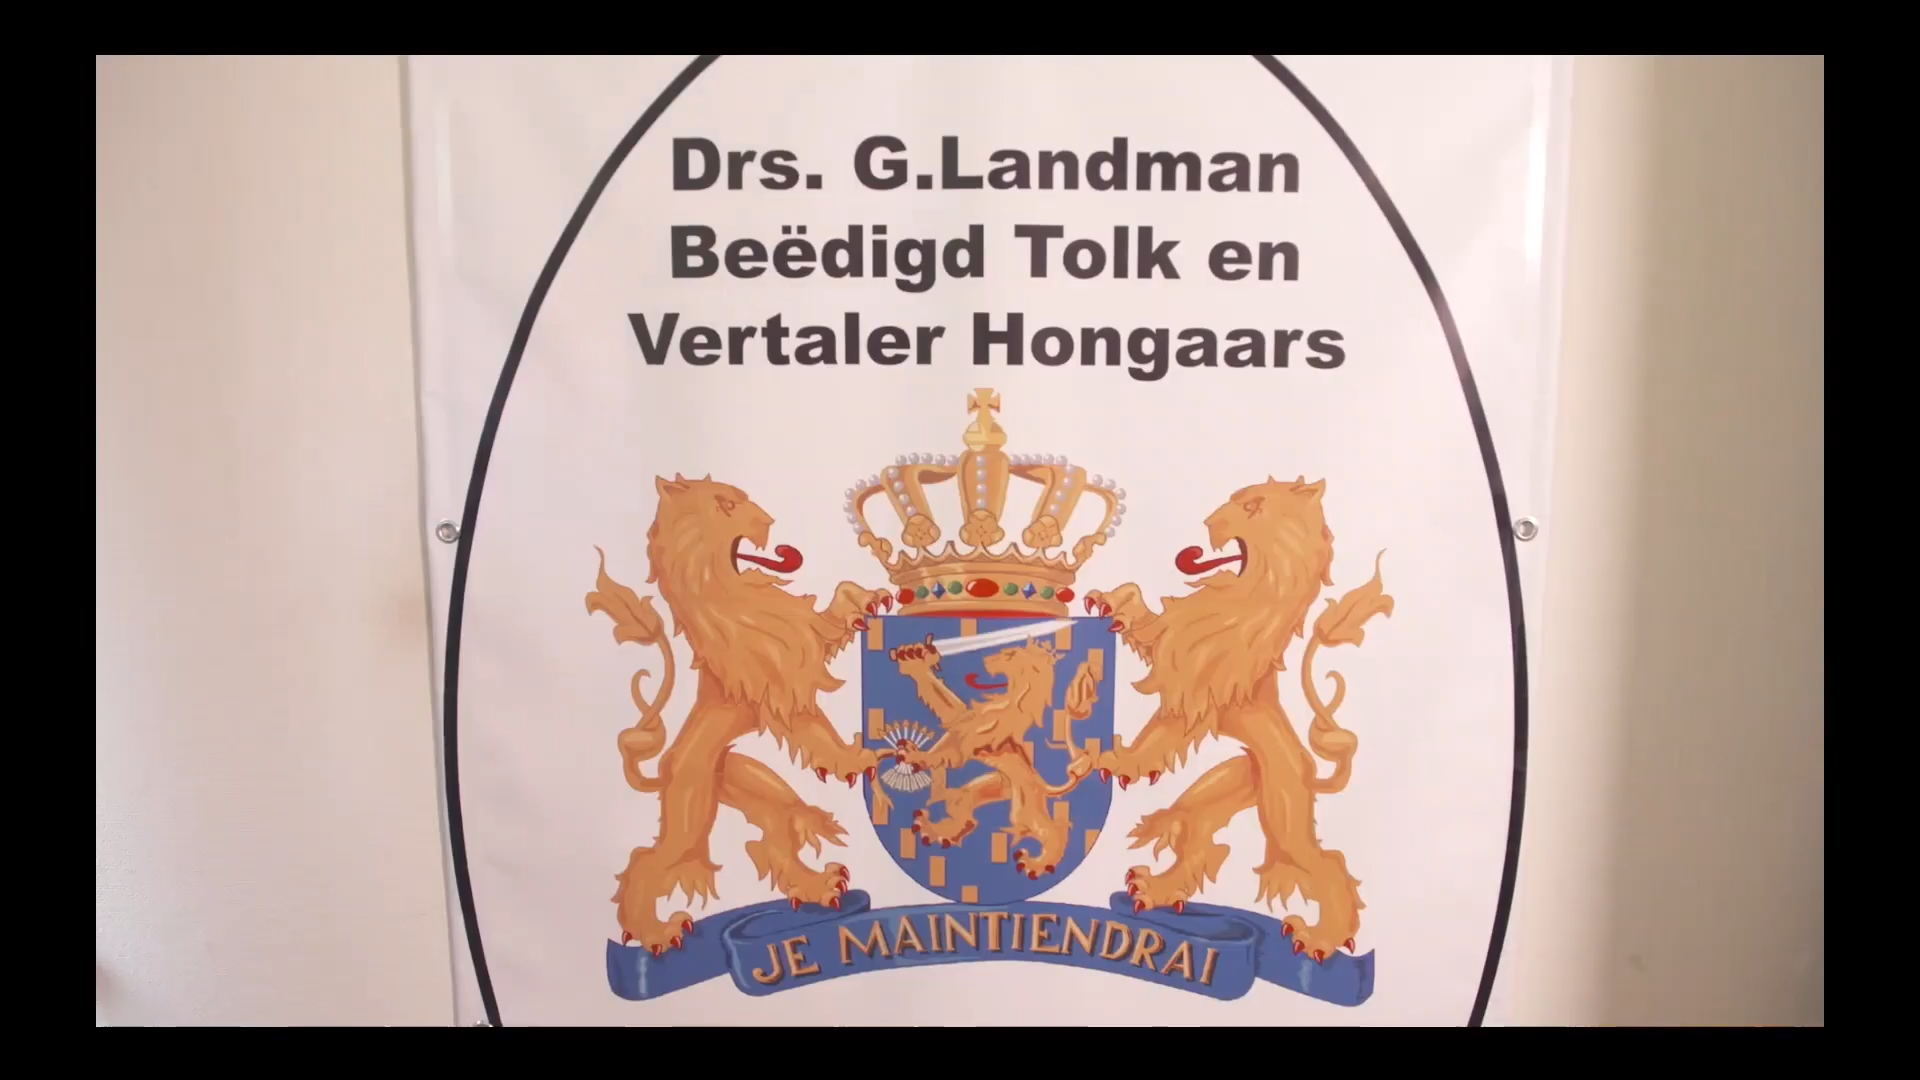 Drs. G.Landman
Beëdigd Tolk en
Vertaler Hongaars
JE MAINTIENDRAI